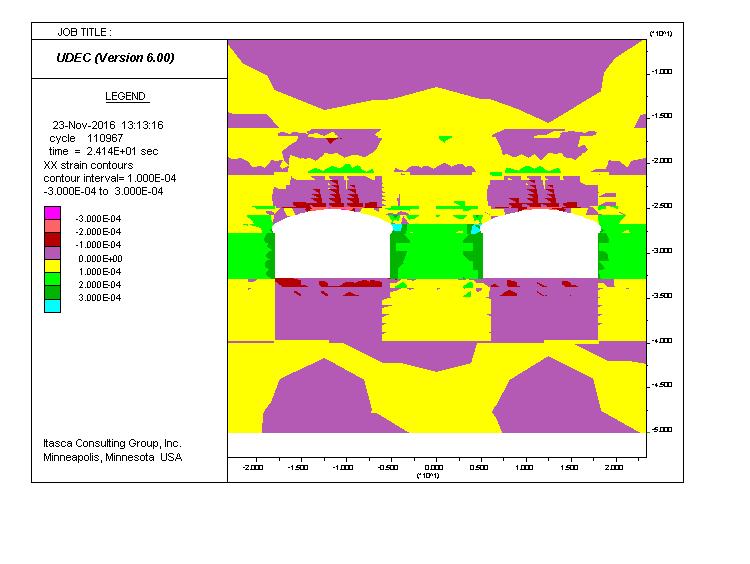 JOB TITLE :
UDEC (Version 6.00)
LEGEND
23-Nov-2016 13:13:16
cycle 110967
time = 2.414E+01 sec
XX strain contours
contour interval= 1.000E-04
-3.000E-04 to 3.000E-04
-3.000E-04
-2.000E-04
-1.000E-04
0.000E+00
1.000E-04
2.000E-04
3.000E-04
Itasca Consulting Group, Inc.
Minneapolis, Minnesota USA
(*10^1)
-1.000
-1.500
-2.000
-2.500
-3.000
-3.500
-4.000
-4.500
-5.000
-2.000
-1.500
-1.000
-0.500
0.000
0.500
1.000
1.500
2.000
(*10^1)